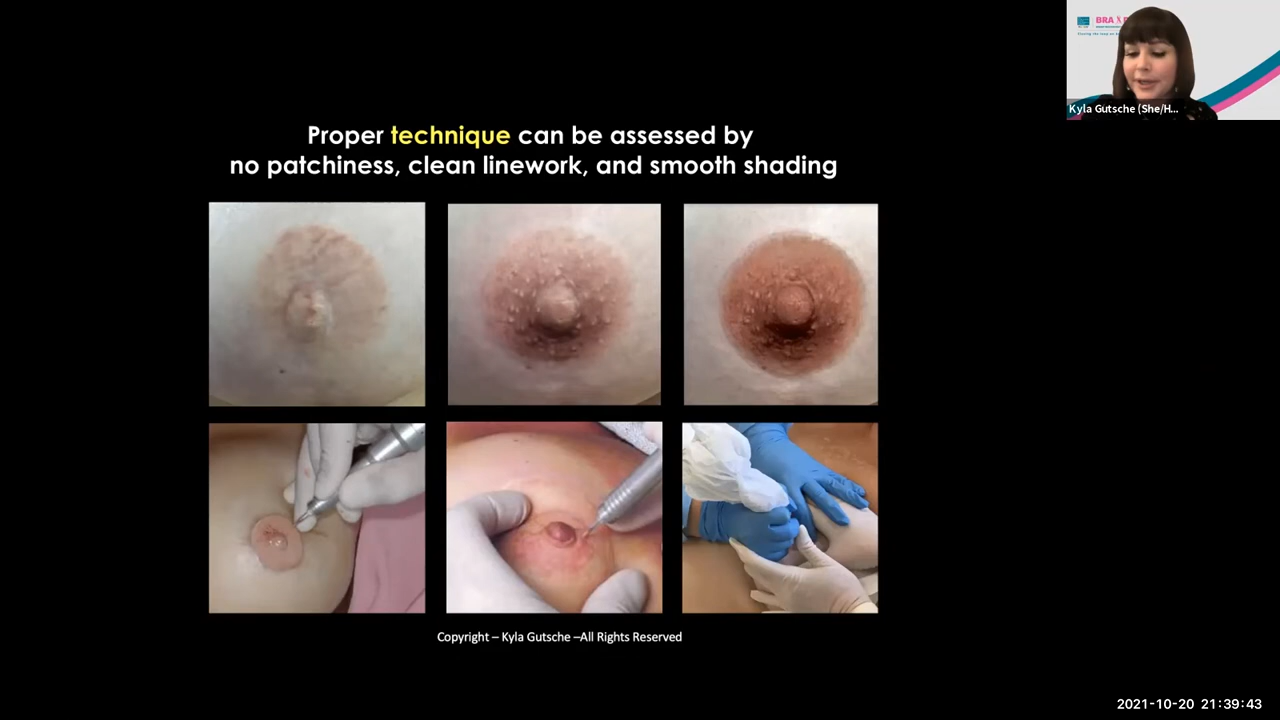 BRA
Kyla Gutsche (She/H...
Proper technique can be assessed by
no patchiness, clean linework, and smooth shading
Copyright – Kyla Gutsche –All Rights Reserved
2021-10-20 21:39:43